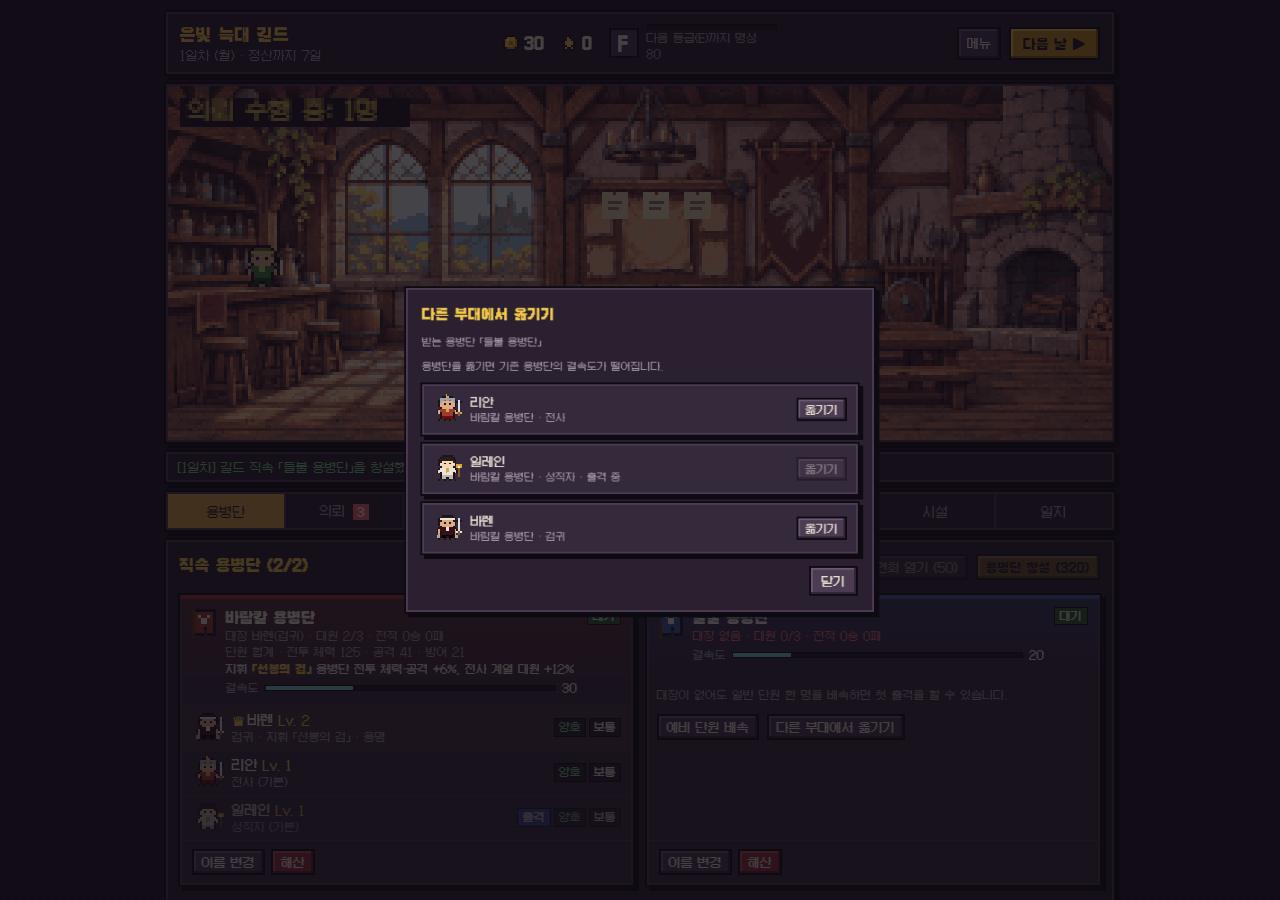 은빛 늑대 길드
1일차 (월) · 정산까지 7일
30
0
F
다음 등급(E)까지 명성
80
메뉴
다음 날 ▶
의뢰 수행 중: 1명
다른 부대에서 옮기기
받는 용병단 「들불 용병단」
용병단을 옮기면 기존 용병단의 결속도가 떨어집니다.
리안
바람칼 용병단 · 전사
옮기기
일레인
바람칼 용병단 · 성직자 · 출격 중
옮기기
바렌
바람칼 용병단 · 검귀
옮기기
닫기
[1일차] 길드 직속 「들불 용병단」을 창설했
용병단
의뢰 3
시설
일지
직속 용병단 (2/2)
열기 (50)
용병단 창설 (320)
바람칼 용병단
대기
대장 바렌(검귀) · 대원 2/3 · 전적 0승 0패
단원 합계 · 전투 체력 125 · 공격 41 · 방어 21
지휘 「선봉의 검」 용병단 전투 체력·공격 +6%, 전사 계열 대원 +12%
결속도 30
바렌 Lv. 2
검귀 · 지휘 「선봉의 검」 · 용명
양호 보통
리안 Lv. 1
전사 (기본)
양호 보통
일레인 Lv. 1
성직자 (기본)
출격 양호 보통
이름 변경
해산
들불 용병단
대기
대장 없음 · 대원 0/3 · 전적 0승 0패
결속도 20
대장이 없어도 일반 단원 한 명을 배속하면 첫 출격을 할 수 있습니다.
예비 단원 배속
다른 부대에서 옮기기
이름 변경
해산